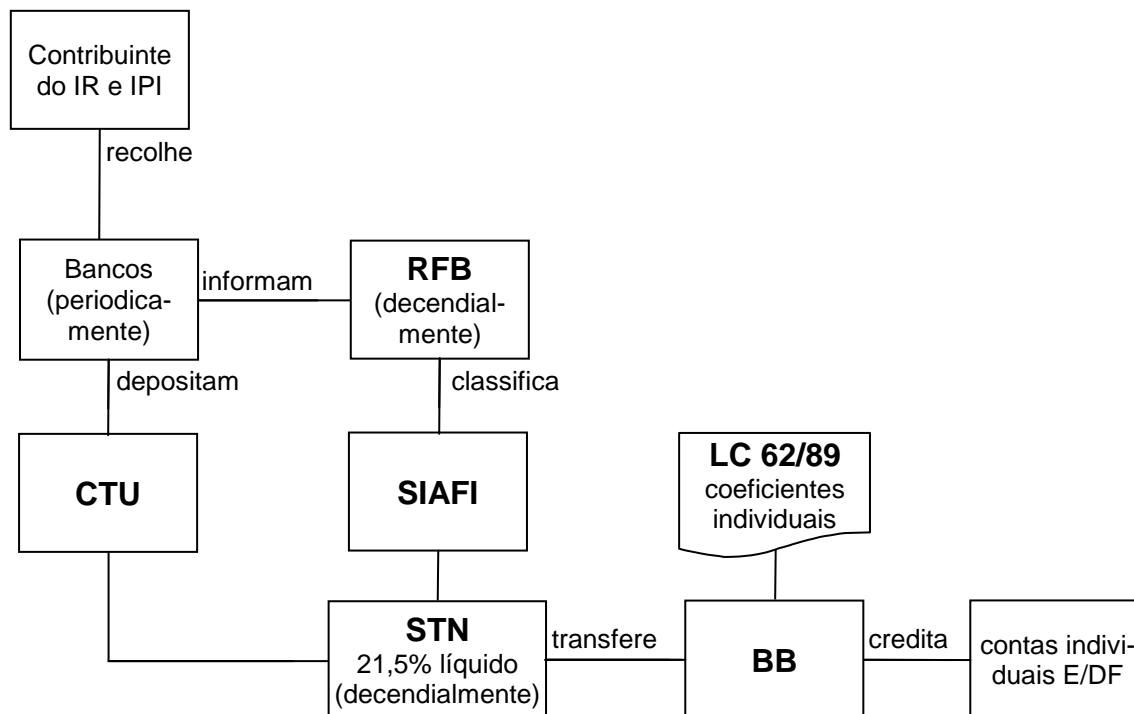 Contribuinte
do IR e IPI
recolhe
Bancos
(periodica-
mente)
informam
RFB
(decendial-
mente)
depositam
classifica
CTU
SIAFI
LC 62/89
coeficientes
individuais
STN
21,5% líquido
(decendialmente)
transfere
BB
credita
contas indivi-
duais E/DF